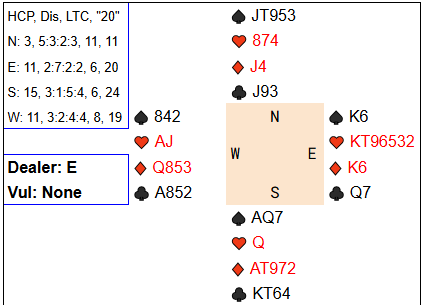 HCP, Dis, LTC, "20"
N: 3, 5:3:2:3, 11, 11
E: 11, 2:7:2:2, 6, 20
S: 15, 3:1:5:4, 6, 24
W: 11, 3:2:4:4, 8, 19
Dealer: E
Vul: None
♠ JT953
♥ 874
♦ J4
♣ J93
♠ 842
♥ AJ
♦ Q853
♣ A852
N
W E
S
♠ K6
♥ KT96532
♦ K6
♣ Q7
♠ AQ7
♥ Q
♦ AT972
♣ KT64